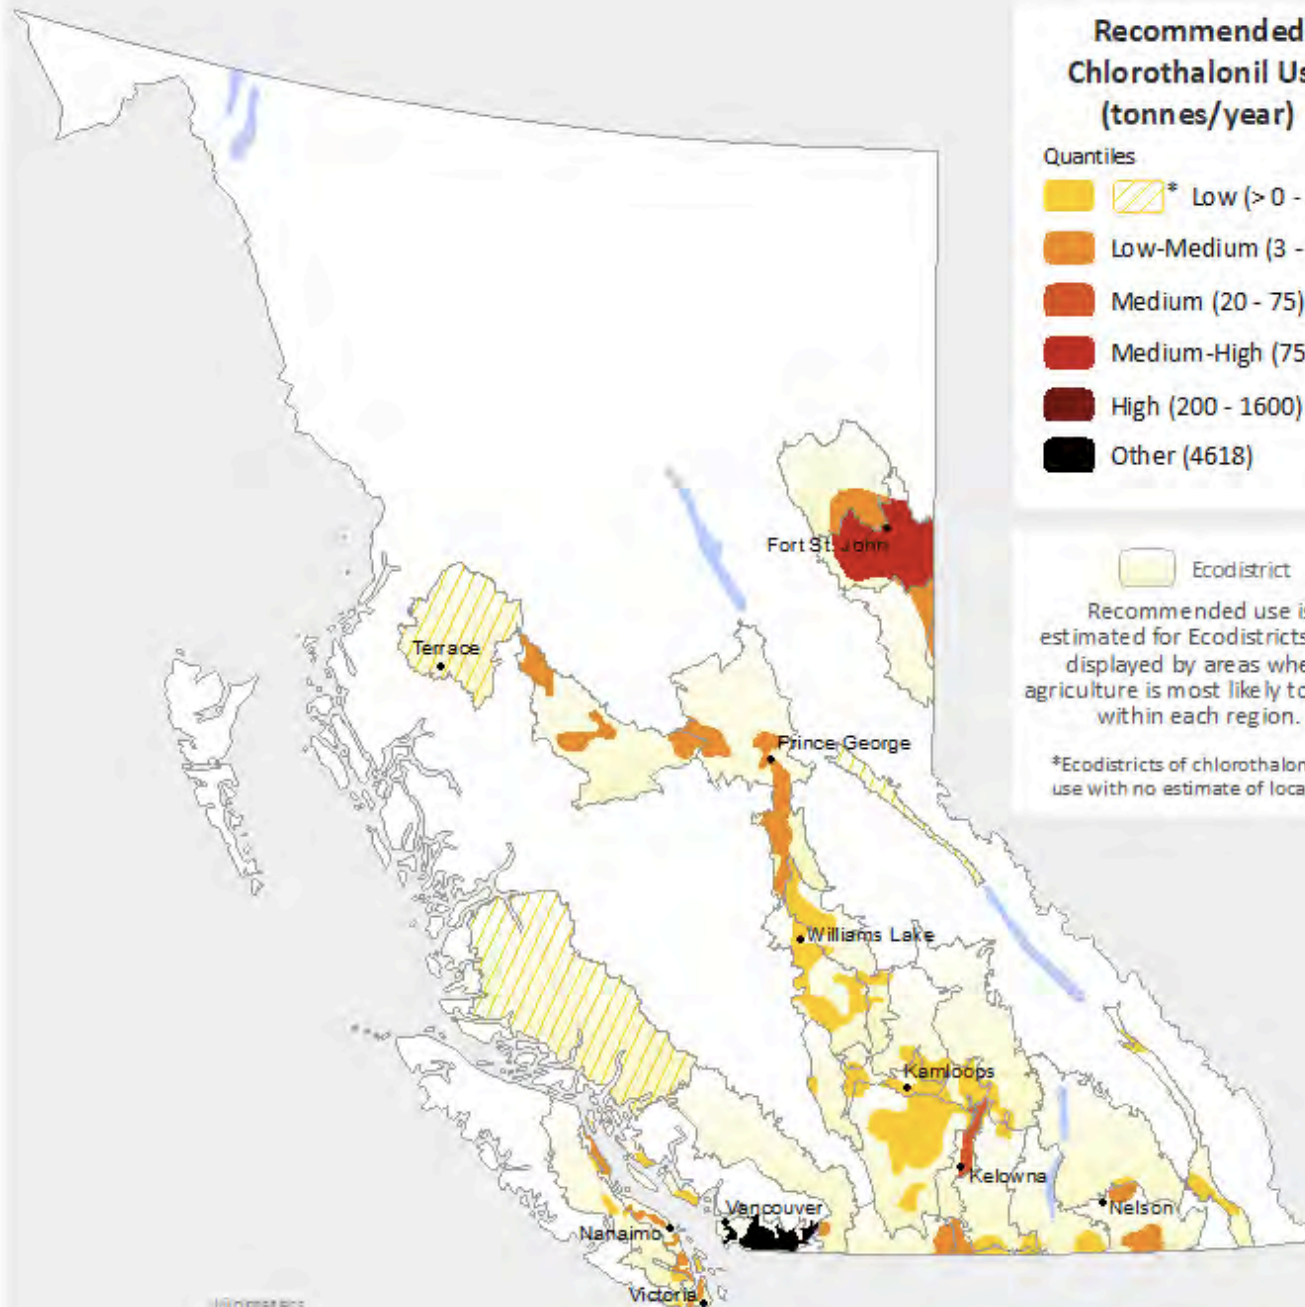 Recommended
Chlorothalonil Us
(tonnes/year)
Quantiles
* Low (> 0 -
Low-Medium (3 -
Medium (20 - 75)
Medium-High (75
High (200 - 1600)
Other (4618)
Ecodistrict
Recommended use is
estimated for Ecodistricts
displayed by areas whe
agriculture is most likely to
within each region.
*Ecodistricts of chlorothalon
use with no estimate of loca
Fort St. John
Terrace
Prince George
Williams Lake
Kamloops
Kelowna
Vancouver
Nelson
Nanaimo
Victoria